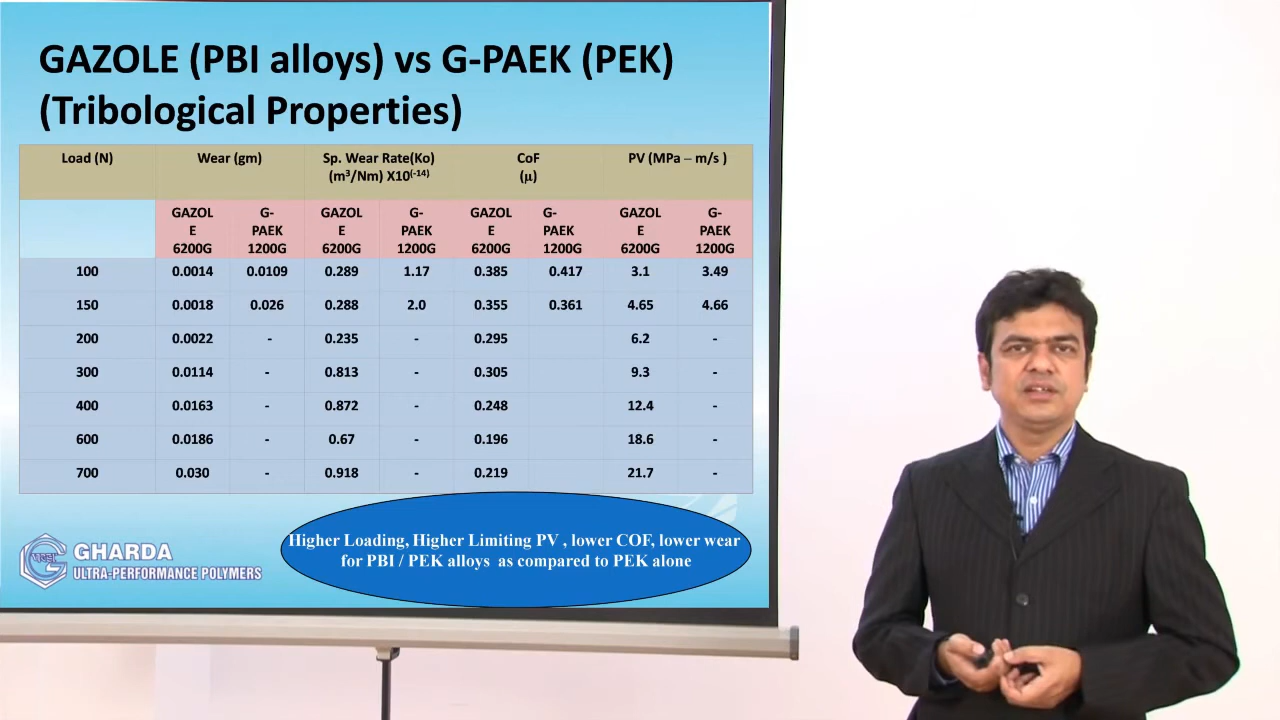 GAZOLE (PBI alloys) vs G-PAEK (PEK)
(Tribological Properties)
Load (N) Wear (gm) Sp. Wear Rate(Ko) CoF PV (MPa – m/s )
(m³/Nm) X10⁽⁻¹⁴⁾ (μ)
GAZOL G- GAZOL G- GAZOL G- GAZOL G-
E PAEK E PAEK E PAEK E PAEK
6200G 1200G 6200G 1200G 6200G 1200G 6200G 1200G
100 0.0014 0.0109 0.289 1.17 0.385 0.417 3.1 3.49
150 0.0018 0.026 0.288 2.0 0.355 0.361 4.65 4.66
200 0.0022 - 0.235 - 0.295 6.2 -
300 0.0114 - 0.813 - 0.305 9.3 -
400 0.0163 - 0.872 - 0.248 12.4 -
600 0.0186 - 0.67 - 0.196 18.6 -
700 0.030 - 0.918 - 0.219 21.7 -
Higher Loading, Higher Limiting PV , lower COF, lower wear
for PBI / PEK alloys as compared to PEK alone
GHARDA
ULTRA-PERFORMANCE POLYMERS